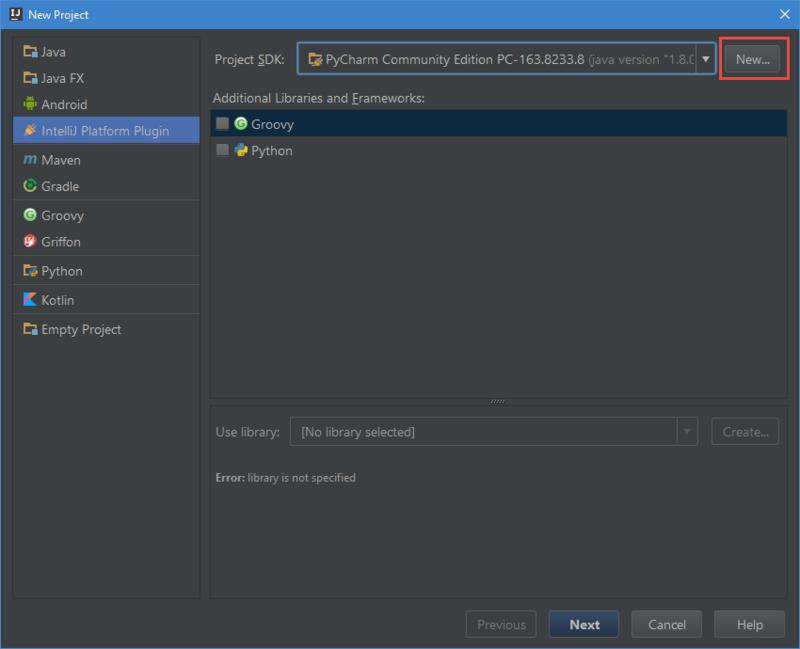 New Project
Java
Java FX
Android
IntelliJ Platform Plugin
Maven
Gradle
Groovy
Griffon
Python
Kotlin
Empty Project
Project SDK: PyCharm Community Edition PC-163.8233.8 (java version "1.8.0 New...
Additional Libraries and Frameworks:
Groovy
Python
Use library: [No library selected] Create...
Error: library is not specified
Previous Next Cancel Help